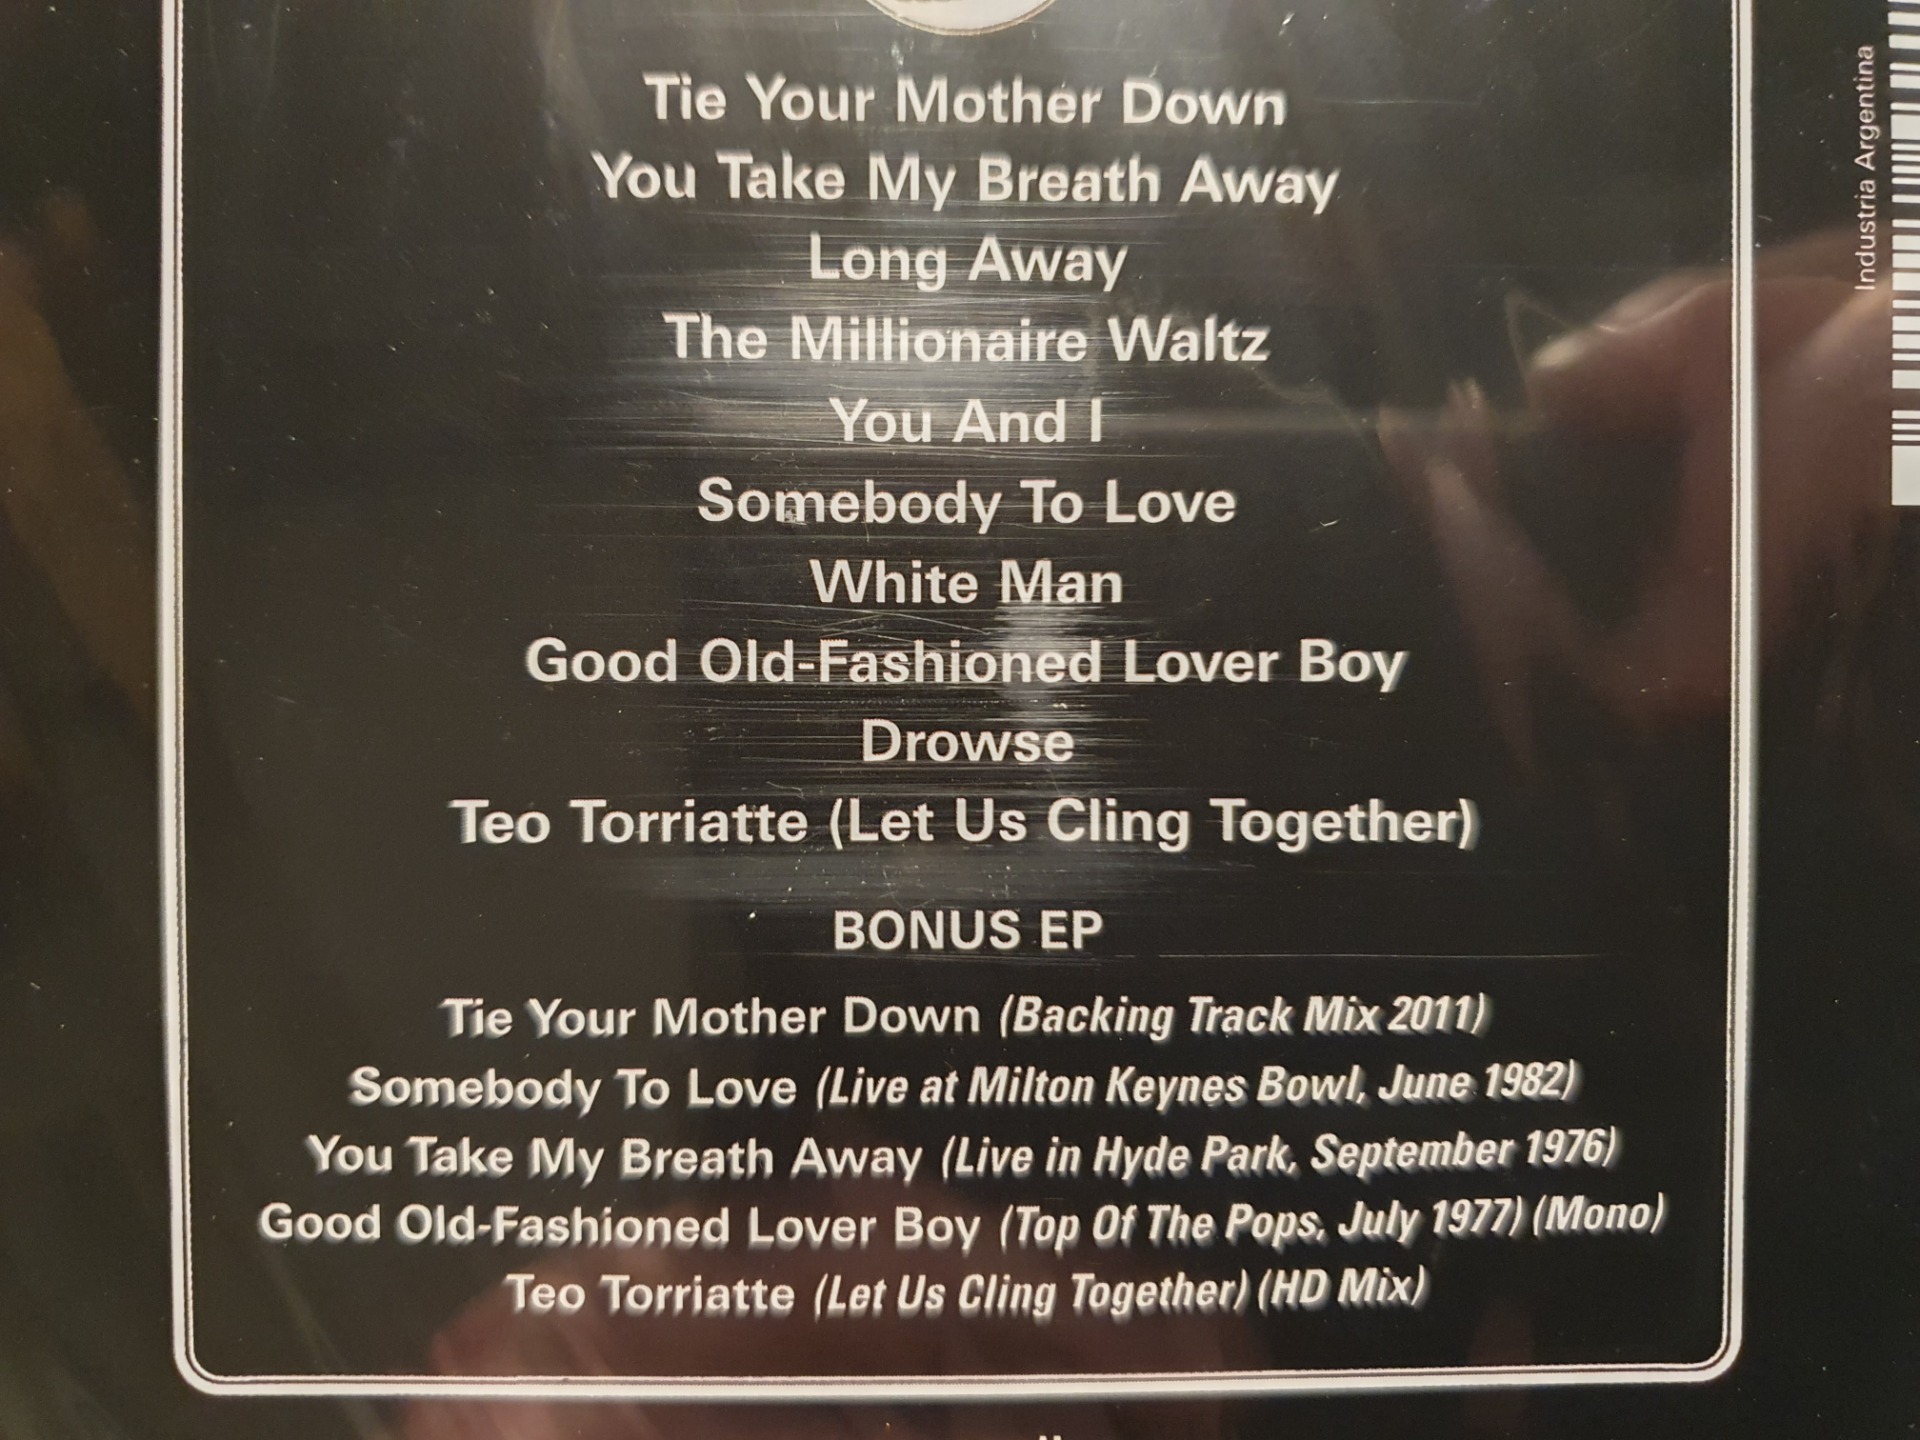 Tie Your Mother Down
You Take My Breath Away
Long Away
The Millionaire Waltz
You And I
Somebody To Love
White Man
Good Old-Fashioned Lover Boy
Drowse
Teo Torriatte (Let Us Cling Together)
BONUS EP
Tie Your Mother Down (Backing Track Mix 2011)
Somebody To Love (Live at Milton Keynes Bowl, June 1982)
You Take My Breath Away (Live in Hyde Park, September 1976)
Good Old-Fashioned Lover Boy (Top Of The Pops, July 1977) (Mono)
Teo Torriatte (Let Us Cling Together) (HD Mix)
Industria Argentina